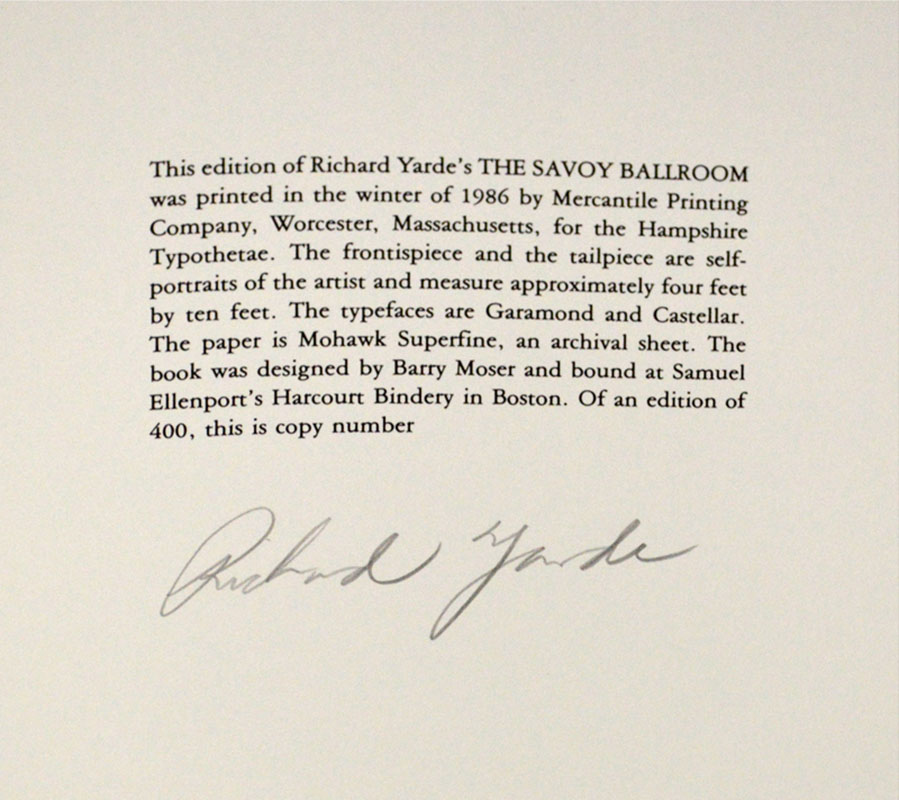 This edition of Richard Yarde's THE SAVOY BALLROOM
was printed in the winter of 1986 by Mercantile Printing
Company, Worcester, Massachusetts, for the Hampshire
Typothetae. The frontispiece and the tailpiece are self-
portraits of the artist and measure approximately four feet
by ten feet. The typefaces are Garamond and Castellar.
The paper is Mohawk Superfine, an archival sheet. The
book was designed by Barry Moser and bound at Samuel
Ellenport's Harcourt Bindery in Boston. Of an edition of
400, this is copy number
Richard Yarde